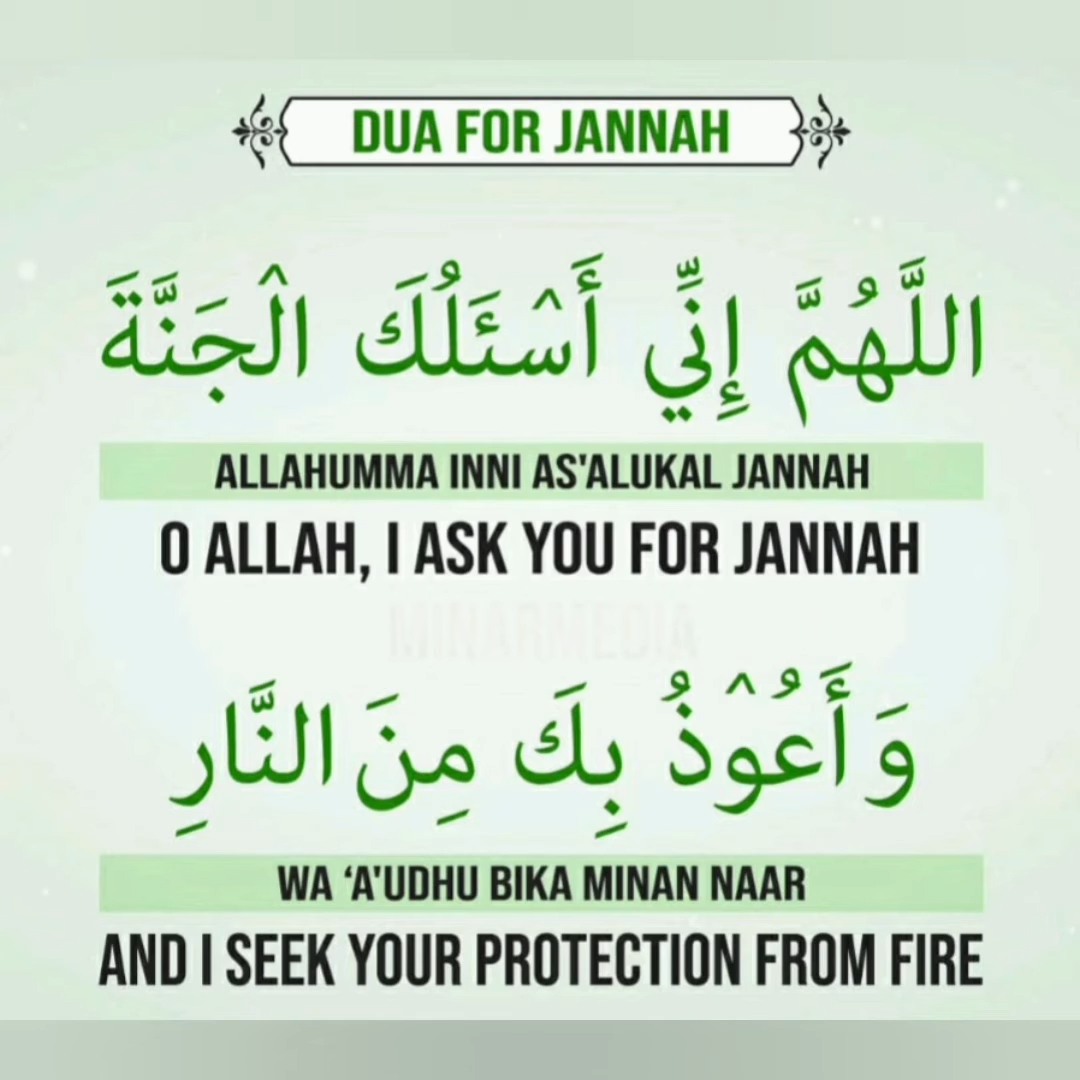 DUA FOR JANNAH
اللَّهُمَّ إِنِّي أَسْئَلُكَ الْجَنَّةَ
ALLAHUMMA INNI AS'ALUKAL JANNAH
O ALLAH, I ASK YOU FOR JANNAH
MINARMEDIA
وَأَعُوْذُ بِكَ مِنَ النَّارِ
WA ‘A'UDHU BIKA MINAN NAAR
AND I SEEK YOUR PROTECTION FROM FIRE